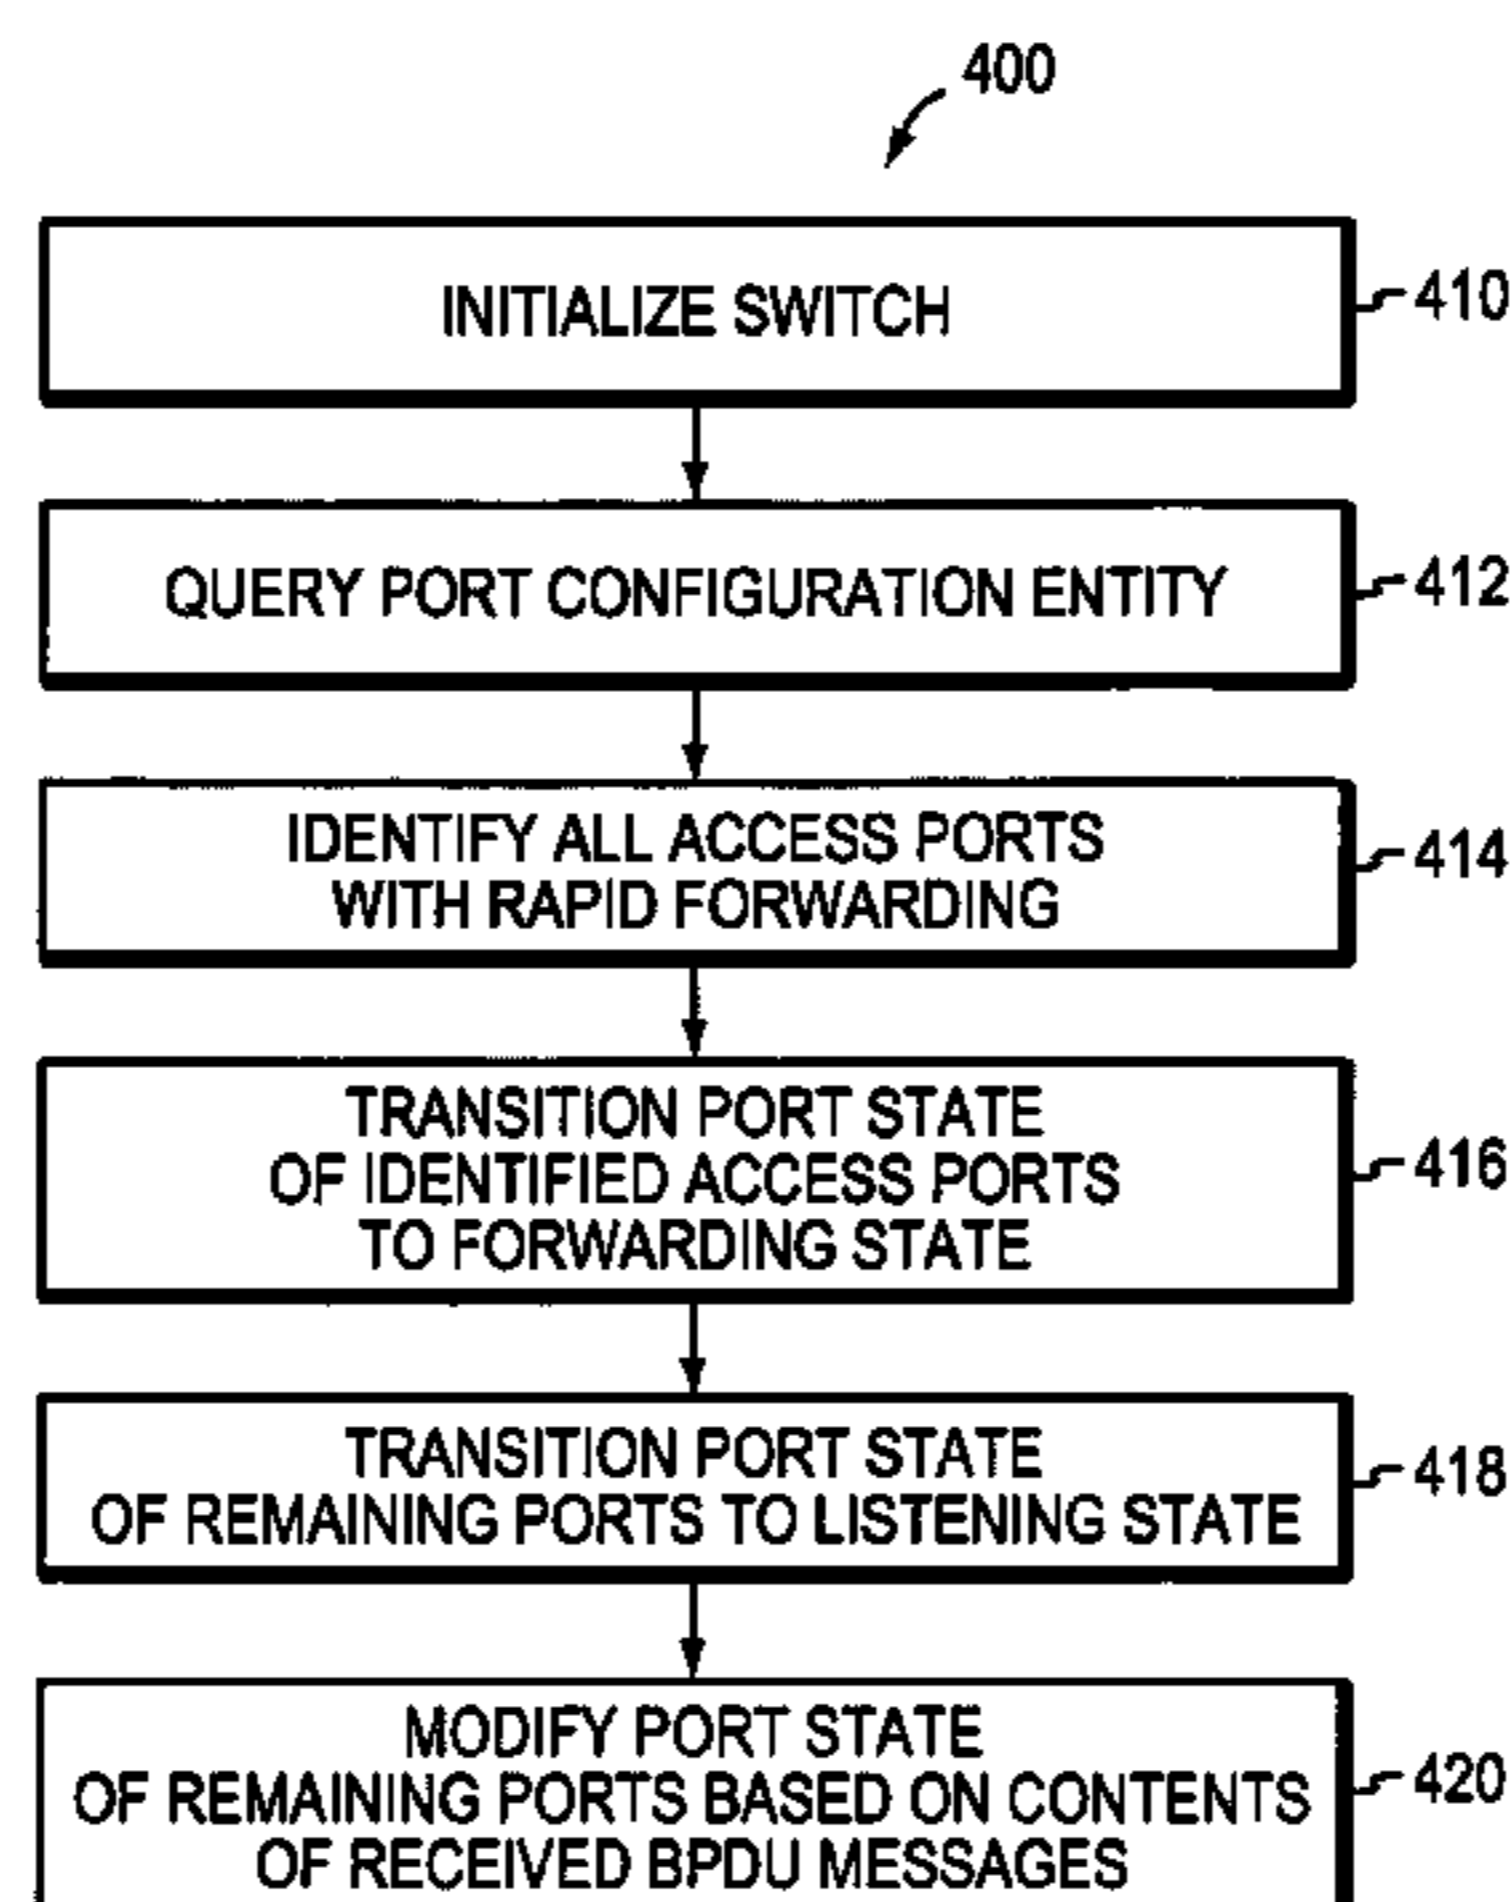 400
INITIALIZE SWITCH
410
QUERY PORT CONFIGURATION ENTITY
412
IDENTIFY ALL ACCESS PORTS
WITH RAPID FORWARDING
414
TRANSITION PORT STATE
OF IDENTIFIED ACCESS PORTS
TO FORWARDING STATE
416
TRANSITION PORT STATE
OF REMAINING PORTS TO LISTENING STATE
418
MODIFY PORT STATE
OF REMAINING PORTS BASED ON CONTENTS
OF RECEIVED BPDU MESSAGES
420